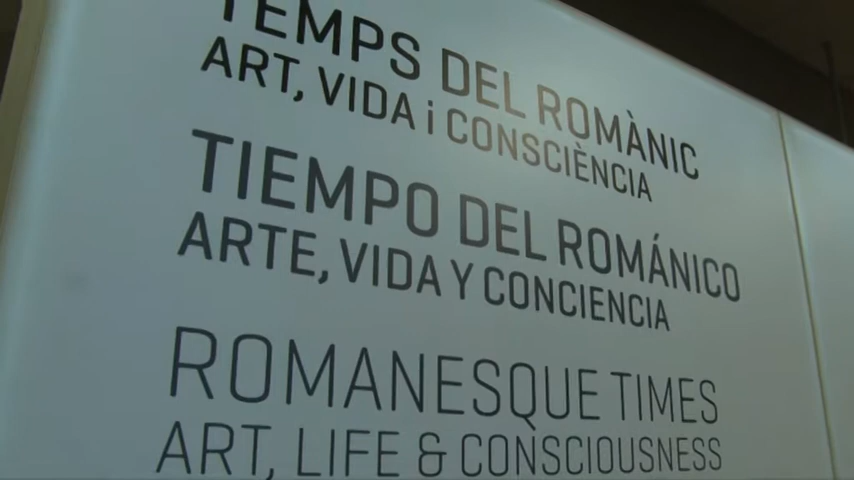 TEMPS DEL ROMÀNIC
ART, VIDA i CONSCIÈNCIA
TIEMPO DEL ROMÁNICO
ARTE, VIDA Y CONCIENCIA
ROMANESQUE TIMES
ART, LIFE & CONSCIOUSNESS